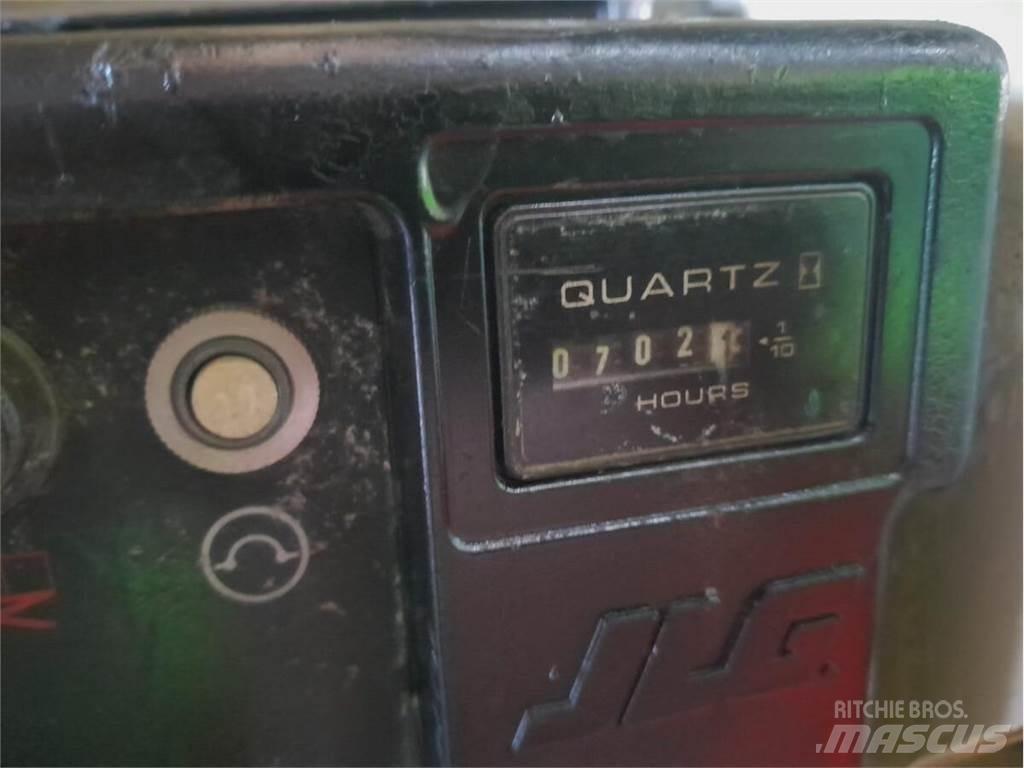 QUARTZ
0702 1/10
HOURS
JLG
RITCHIE BROS.
MASCUS